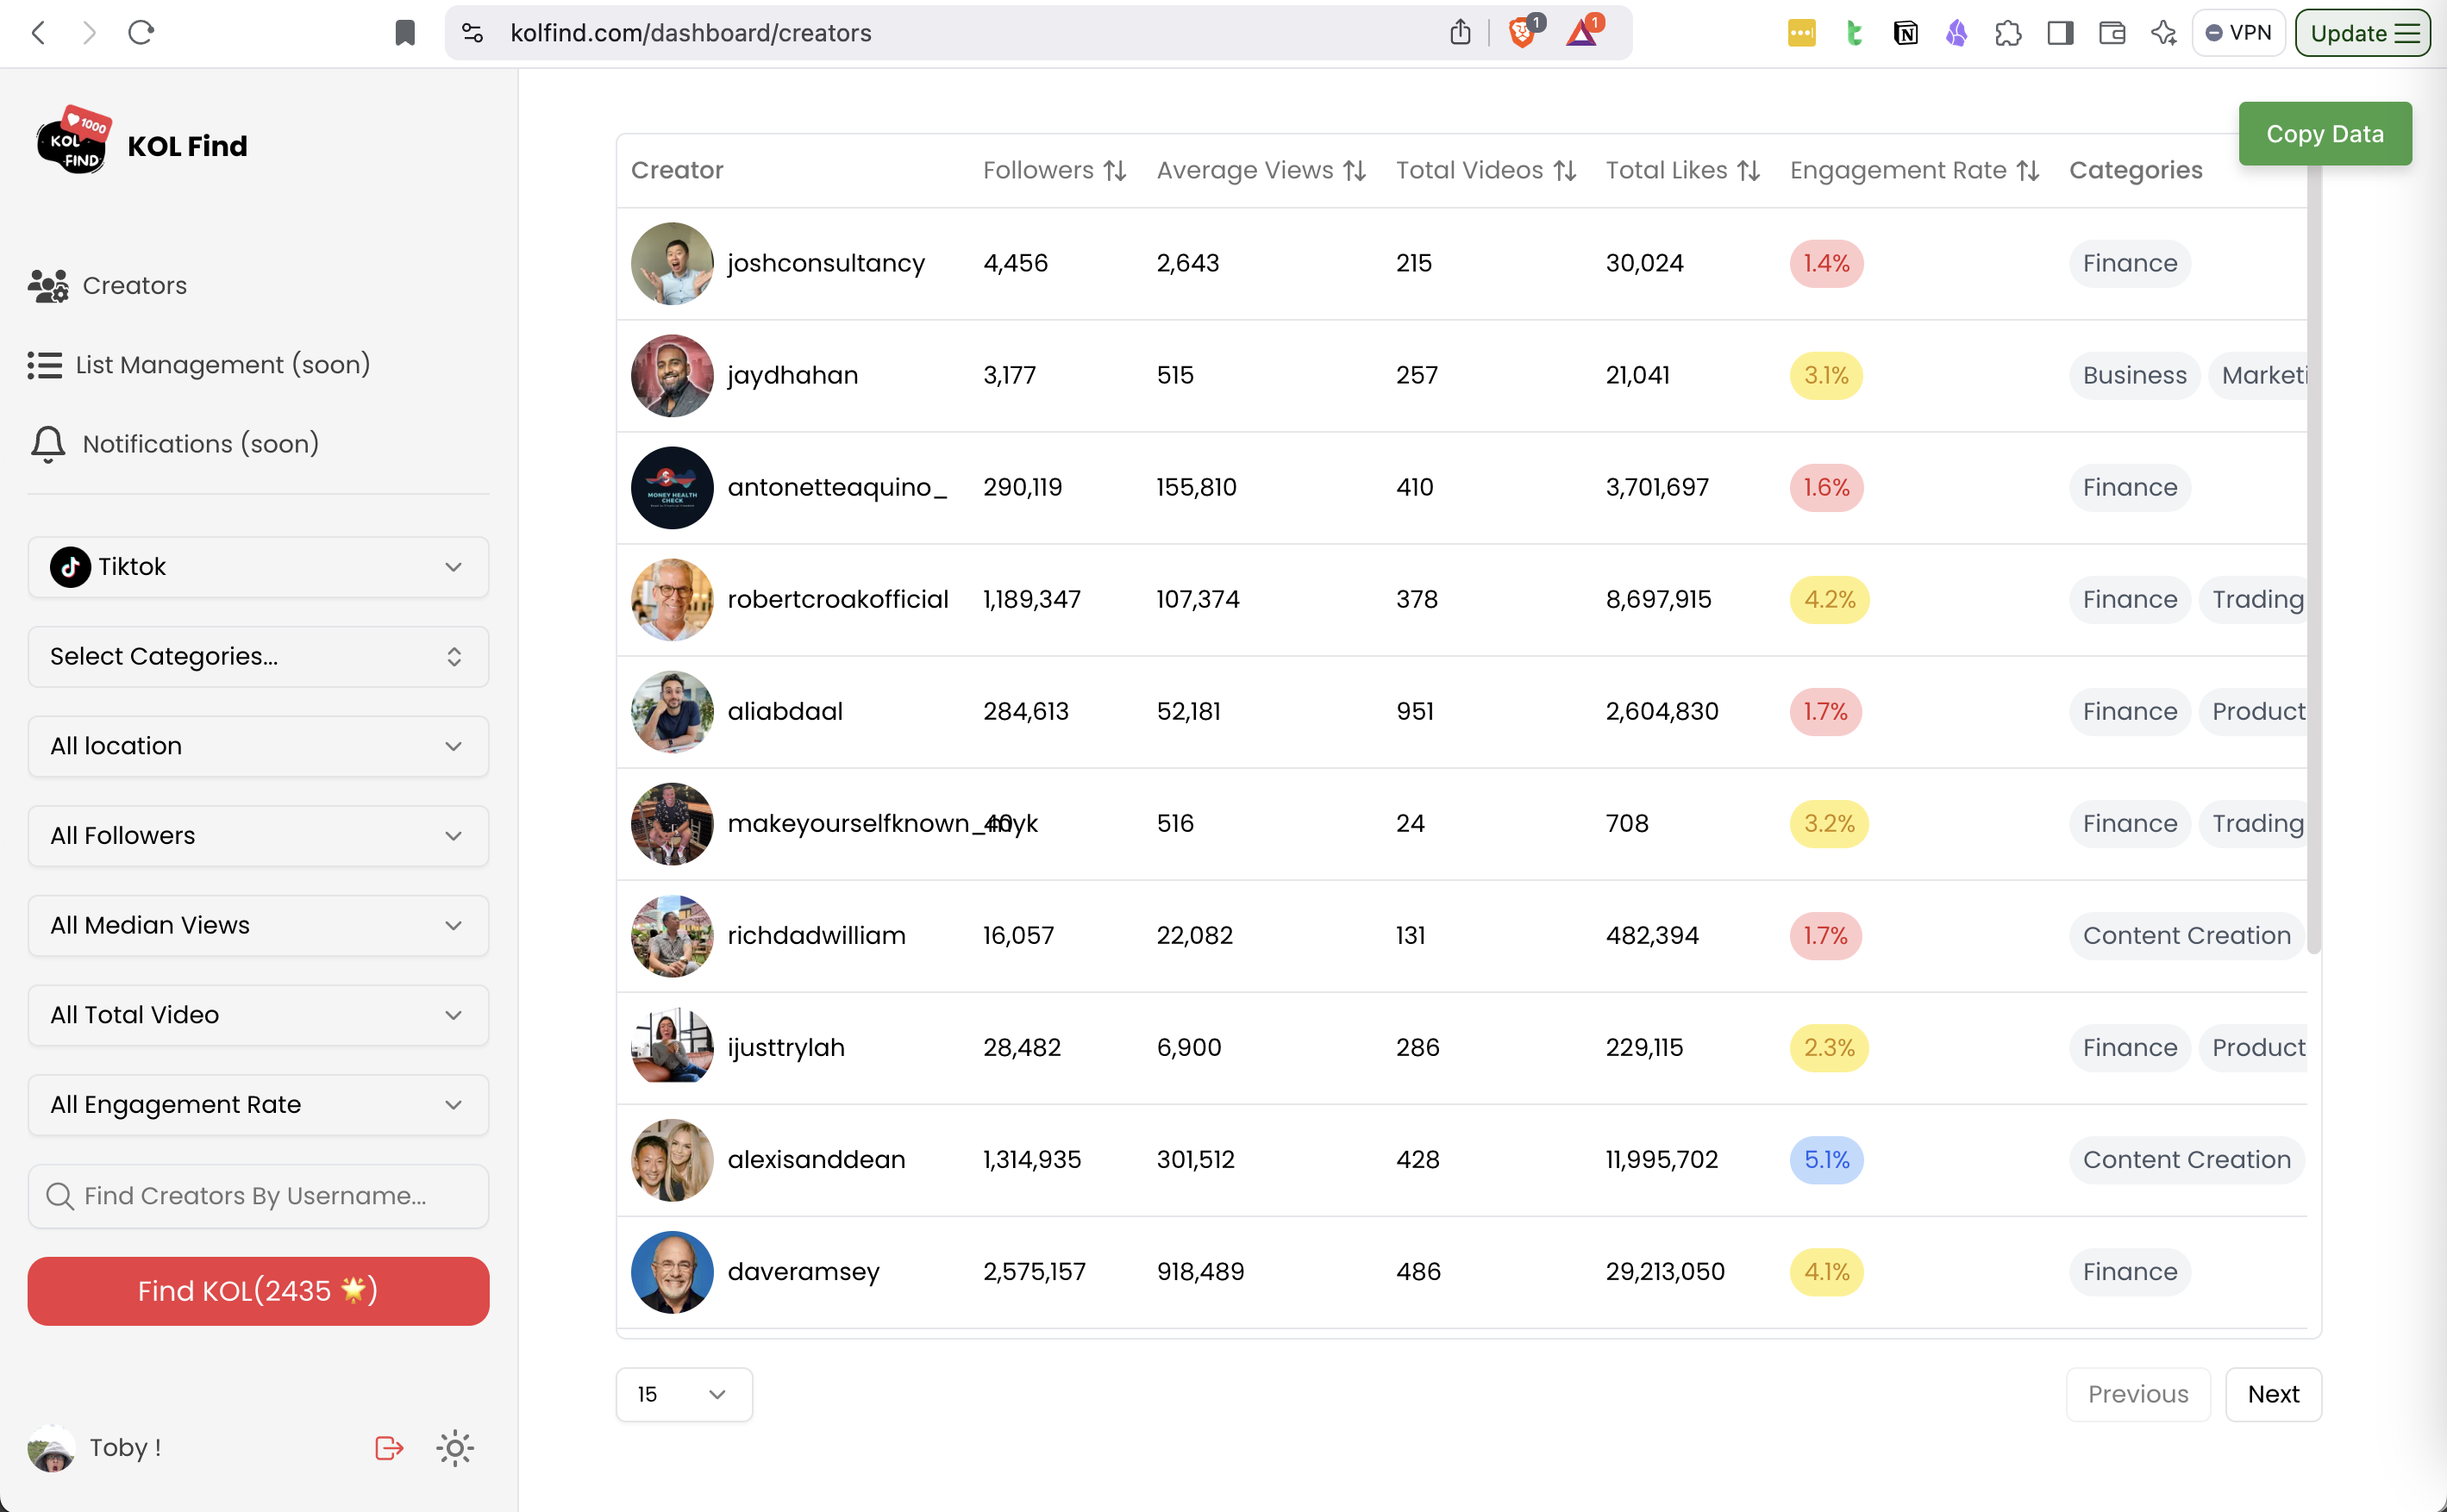 kolfind.com/dashboard/creators
1
1
VPN
Update
KOL
FIND
1000
KOL Find
Creators
List Management (soon)
Notifications (soon)
Tiktok
Select Categories...
All location
All Followers
All Median Views
All Total Video
All Engagement Rate
Find Creators By Username...
Find KOL(2435 🌟)
Toby !
Copy Data
Creator Followers Average Views Total Videos Total Likes Engagement Rate Categories
joshconsultancy 4,456 2,643 215 30,024 1.4% Finance
jaydhahan 3,177 515 257 21,041 3.1% Business Marketi
MONEY HEALTH
CHECK
antonetteaquino_ 290,119 155,810 410 3,701,697 1.6% Finance
robertcroakofficial 1,189,347 107,374 378 8,697,915 4.2% Finance Trading
aliabdaal 284,613 52,181 951 2,604,830 1.7% Finance Product
makeyourselfknown_myk 40 516 24 708 3.2% Finance Trading
richdadwilliam 16,057 22,082 131 482,394 1.7% Content Creation
ijusttrylah 28,482 6,900 286 229,115 2.3% Finance Product
alexisanddean 1,314,935 301,512 428 11,995,702 5.1% Content Creation
daveramsey 2,575,157 918,489 486 29,213,050 4.1% Finance
15
Previous
Next